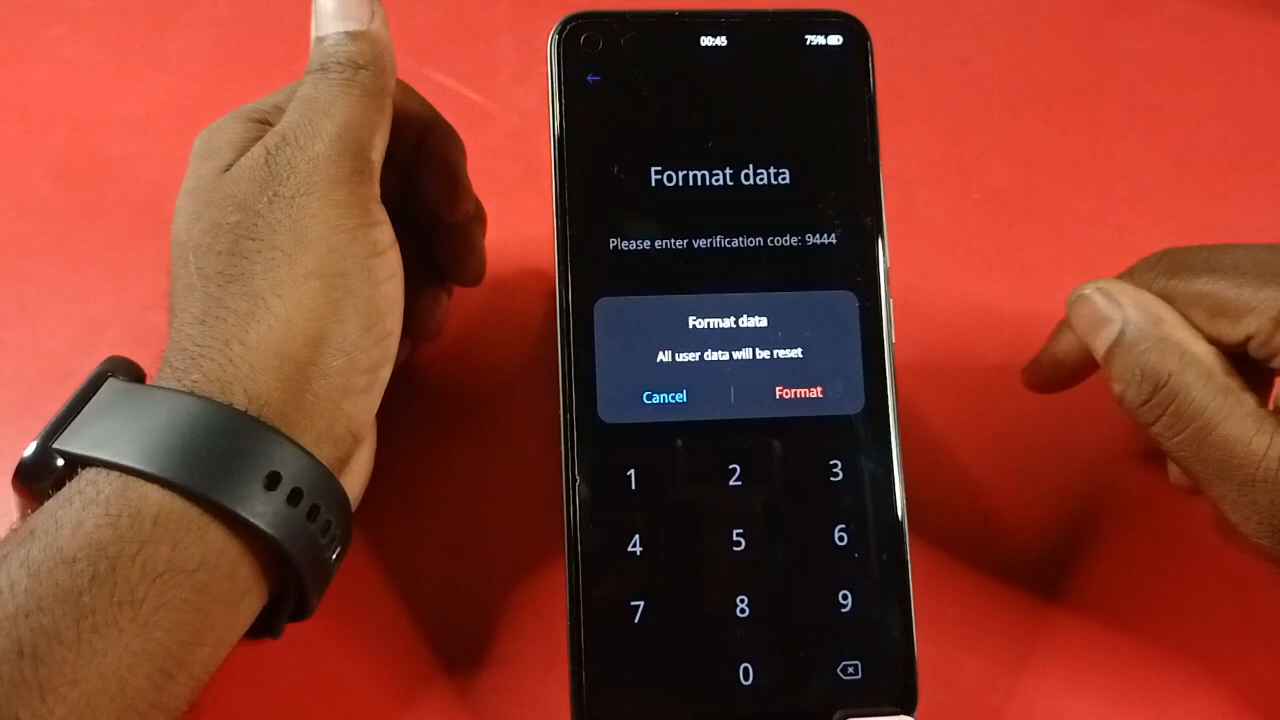 00:45 75%
Format data
Please enter verification code: 9444
Format data
All user data will be reset
Cancel Format
1 2 3
4 5 6
7 8 9
0